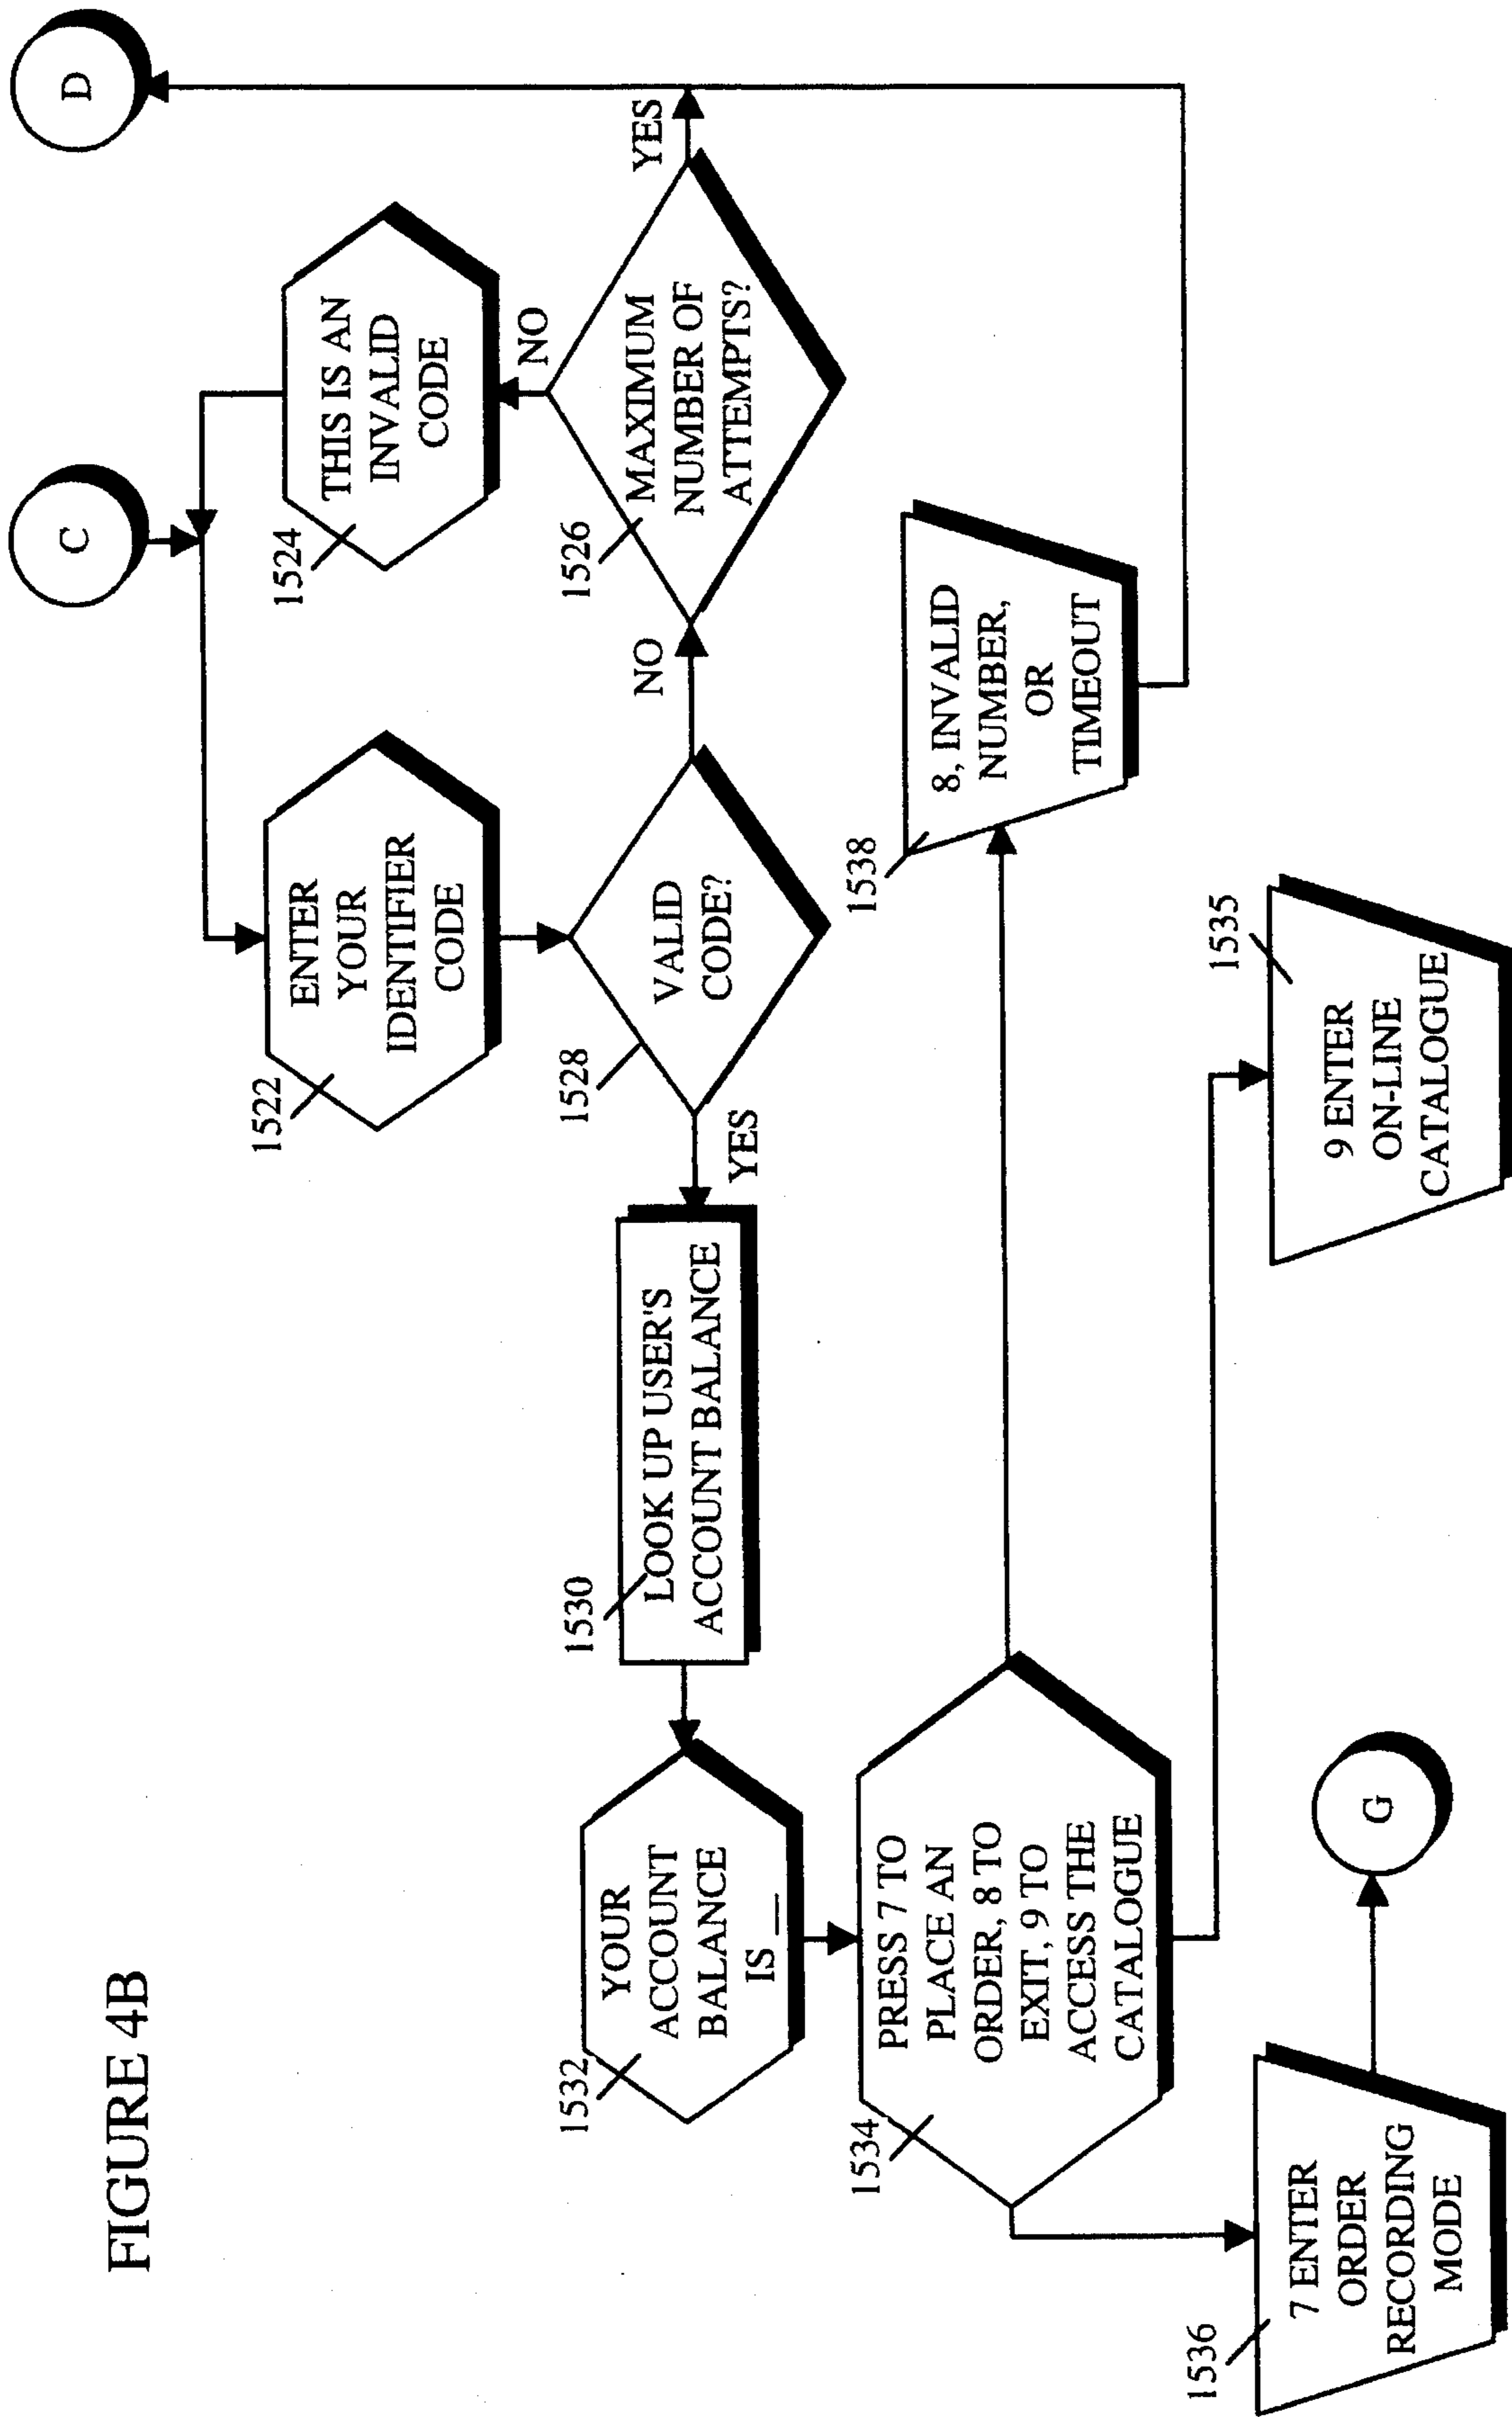 FIGURE 4B
C
D
1522
ENTER
YOUR
IDENTIFIER
CODE
1524
THIS IS AN
INVALID
CODE
NO
1528
VALID
CODE?
NO
YES
1526
MAXIMUM
NUMBER OF
ATTEMPTS?
YES
1530
LOOK UP USER'S
ACCOUNT BALANCE
1532
YOUR
ACCOUNT
BALANCE
IS __
1534
PRESS 7 TO
PLACE AN
ORDER, 8 TO
EXIT, 9 TO
ACCESS THE
CATALOGUE
1538
8, INVALID
NUMBER,
OR
TIMEOUT
1536
7 ENTER
ORDER
RECORDING
MODE
G
1535
9 ENTER
ON-LINE
CATALOGUE